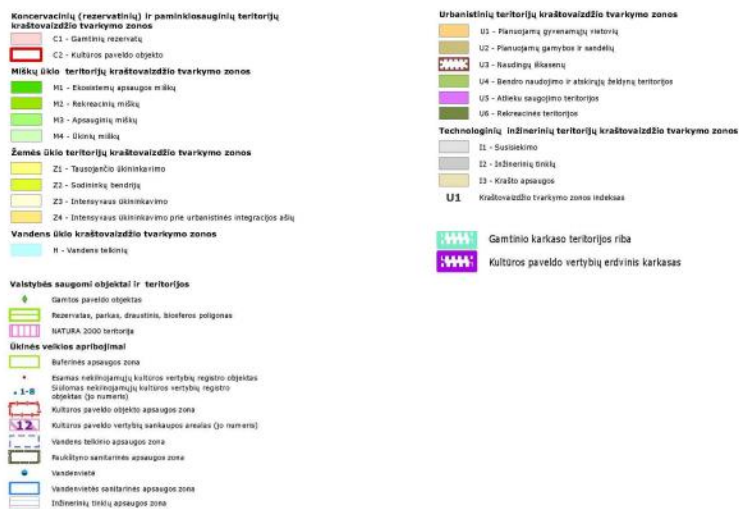 Konservacinių (rezervatinių) ir paminklosauginių teritorijų
kraštovaizdžio tvarkymo zonos
C1 - Gamtinių rezervatų
C2 - Kultūros paveldo objekto
Miškų ūkio teritorijų kraštovaizdžio tvarkymo zonos
M1 - Ekosistemų apsaugos miškų
M2 - Rekreacinių miškų
M3 - Apsauginių miškų
M4 - Ūkinių miškų
Žemės ūkio teritorijų kraštovaizdžio tvarkymo zonos
Z1 - Tausojančio ūkininkavimo
Z2 - Sodininkų bendrijų
Z3 - Intensyvaus ūkininkavimo
Z4 - Intensyvaus ūkininkavimo prie urbanistinės integracijos ašių
Vandens ūkio kraštovaizdžio tvarkymo zonos
H - Vandens telkinių
Valstybės saugomi objektai ir teritorijos
Gamtos paveldo objektas
Rezervatas, parkas, draustinis, biosferos poligonas
NATURA 2000 teritorija
Ūkinės veiklos apribojimai
Buferinės apsaugos zona
Esamas nekilnojamųjų kultūros vertybių registro objektas
1-8 Siūlomas nekilnojamųjų kultūros vertybių registro
objektas (jo numeris)
Kultūros paveldo objekto apsaugos zona
12 Kultūros paveldo vertybių sankaupos arealas (jo numeris)
Vandens telkinio apsaugos zona
Paukštyno sanitarinės apsaugos zona
Vandenvietė
Vandenvietės sanitarinės apsaugos zona
Inžinerinių tinklų apsaugos zona
Urbanistinių teritorijų kraštovaizdžio tvarkymo zonos
U1 - Planuojamų gyvenamųjų vietovių
U2 - Planuojamų gamybos ir sandėlių
U3 - Naudingų iškasenų
U4 - Bendro naudojimo ir atskirųjų želdynų teritorijos
U5 - Atliekų saugojimo teritorijos
U6 - Rekreacinės teritorijos
Technologinių inžinerinių teritorijų kraštovaizdžio tvarkymo zonos
I1 - Susisiekimo
I2 - Inžinerinių tinklų
I3 - Krašto apsaugos
U1 Kraštovaizdžio tvarkymo zonos indeksas
Gamtinio karkaso teritorijos riba
Kultūros paveldo vertybių erdvinis karkasas